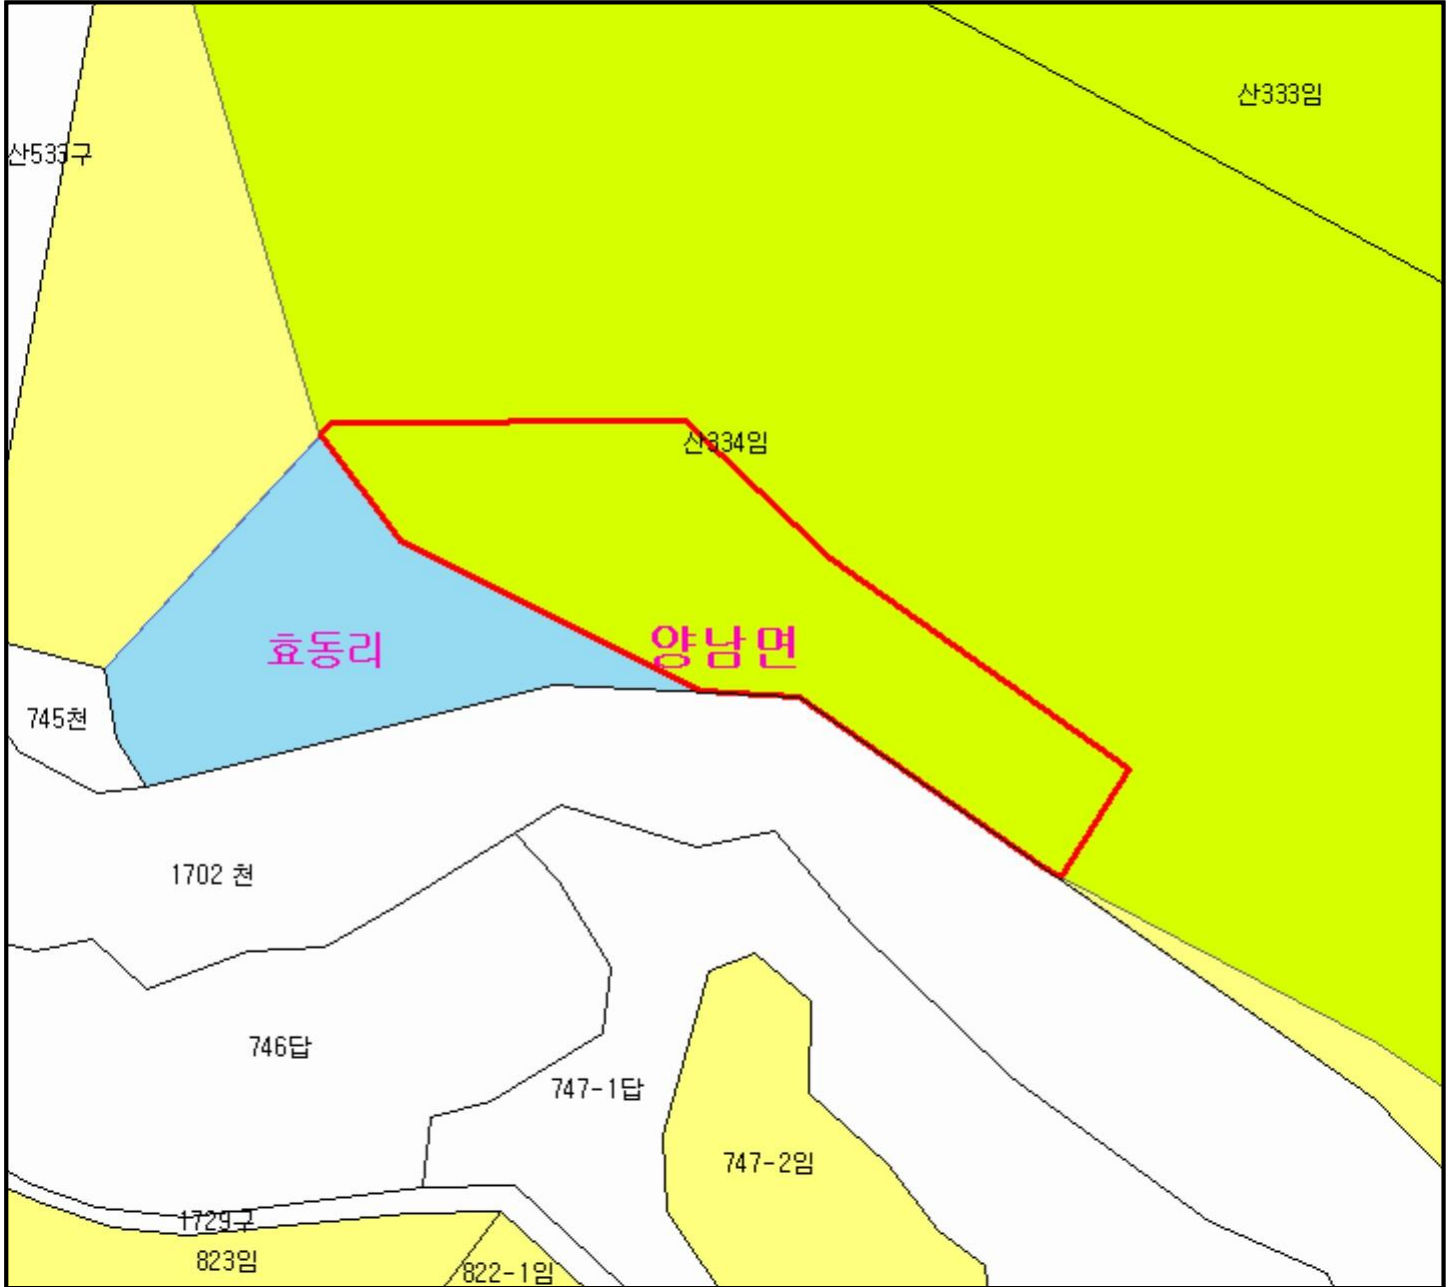 산333임
산533구
산334임
효동리
양남면
745천
1702 천
746답
747-1답
747-2임
1729구
823임
822-1임